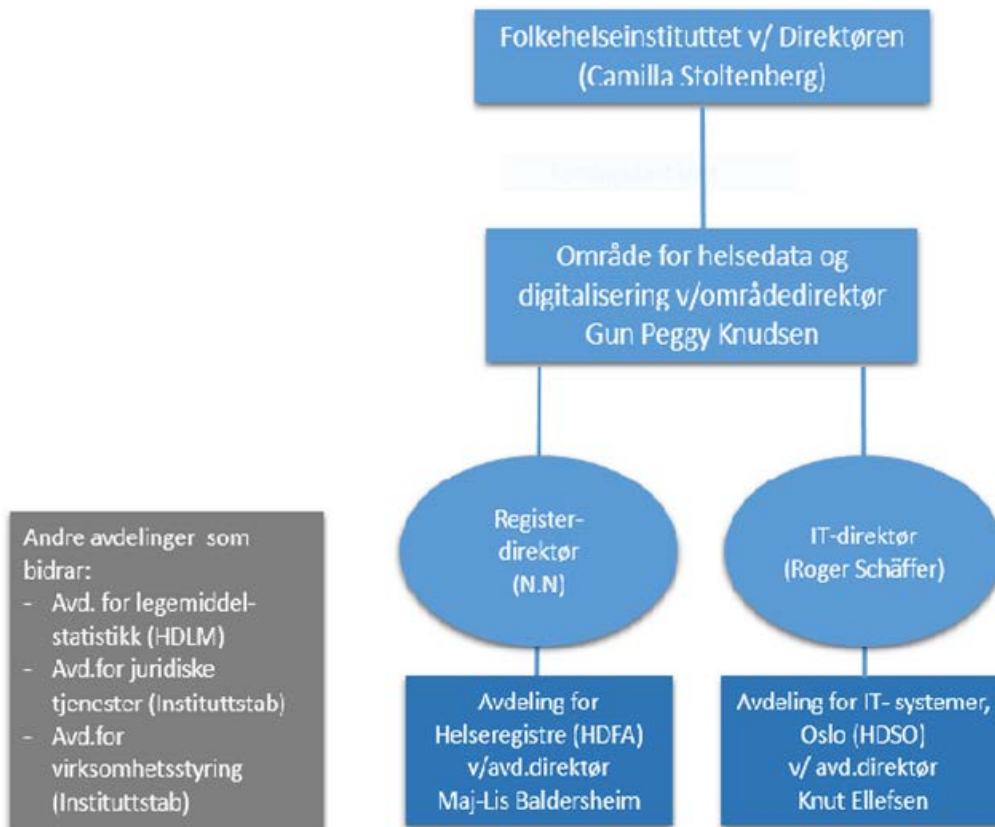 Folkehelseinstituttet v/ Direktøren
(Camilla Stoltenberg)
Område for helsedata og
digitalisering v/områdedirektør
Gun Peggy Knudsen
Register-
direktør
(N.N)
IT-direktør
(Roger Schäffer)
Andre avdelinger som
bidrar:
- Avd. for legemiddel-
statistikk (HDLM)
- Avd.for juridiske
tjenester (Instituttstab)
- Avd.for
virksomhetsstyring
(Instituttstab)
Avdeling for
Helseregistre (HDFA)
v/avd.direktør
Maj-Lis Baldersheim
Avdeling for IT- systemer,
Oslo (HDSO)
v/ avd.direktør
Knut Ellefsen